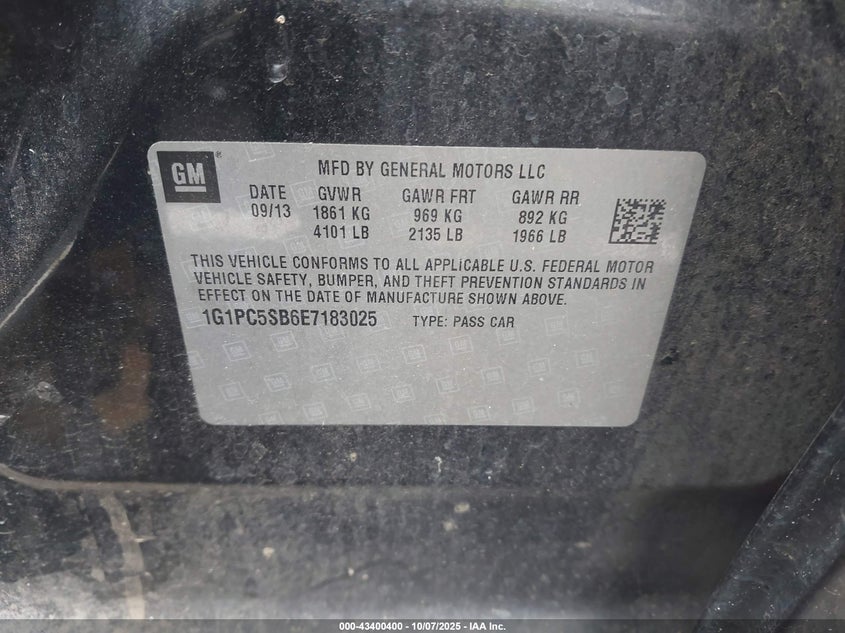 GM
MFD BY GENERAL MOTORS LLC
DATE GVWR GAWR FRT GAWR RR
09/13 1861 KG 969 KG 892 KG
4101 LB 2135 LB 1966 LB
THIS VEHICLE CONFORMS TO ALL APPLICABLE U.S. FEDERAL MOTOR
VEHICLE SAFETY, BUMPER, AND THEFT PREVENTION STANDARDS IN
EFFECT ON THE DATE OF MANUFACTURE SHOWN ABOVE.
1G1PC5SB6E7183025 TYPE: PASS CAR
000-43400400 - 10/07/2025 - IAA Inc.